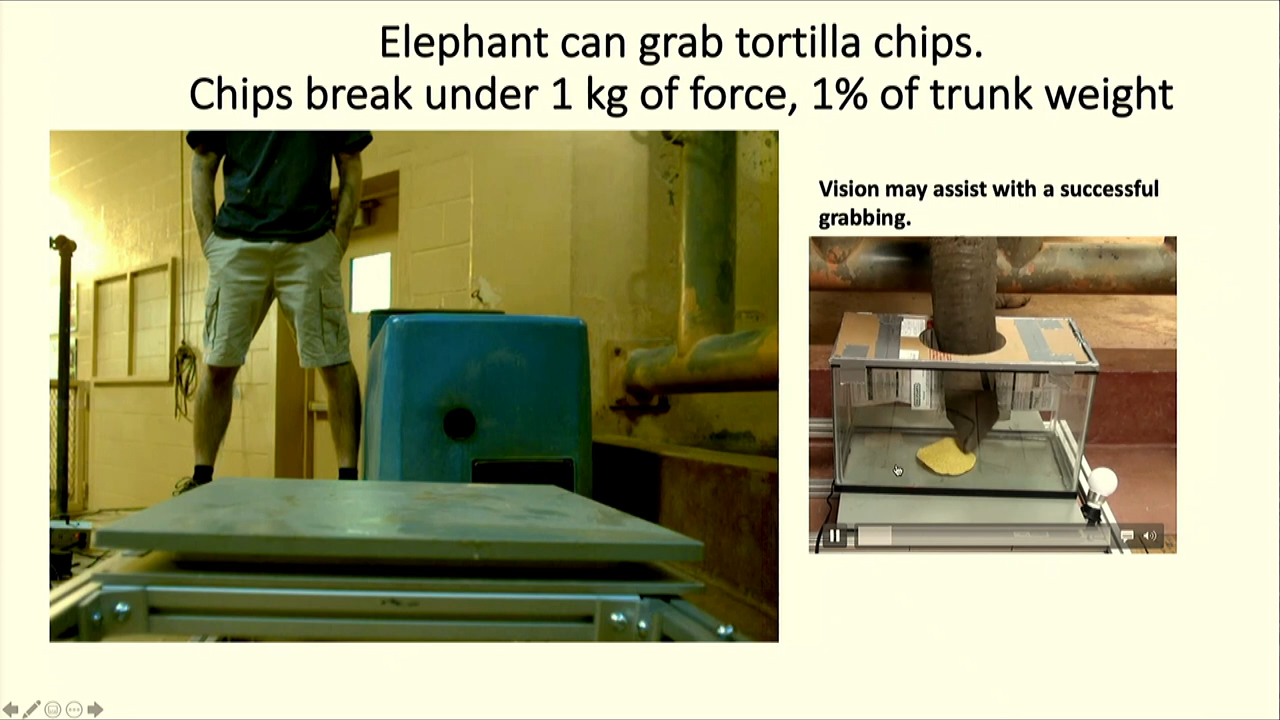 Elephant can grab tortilla chips.
Chips break under 1 kg of force, 1% of trunk weight
Vision may assist with a successful
grabbing.